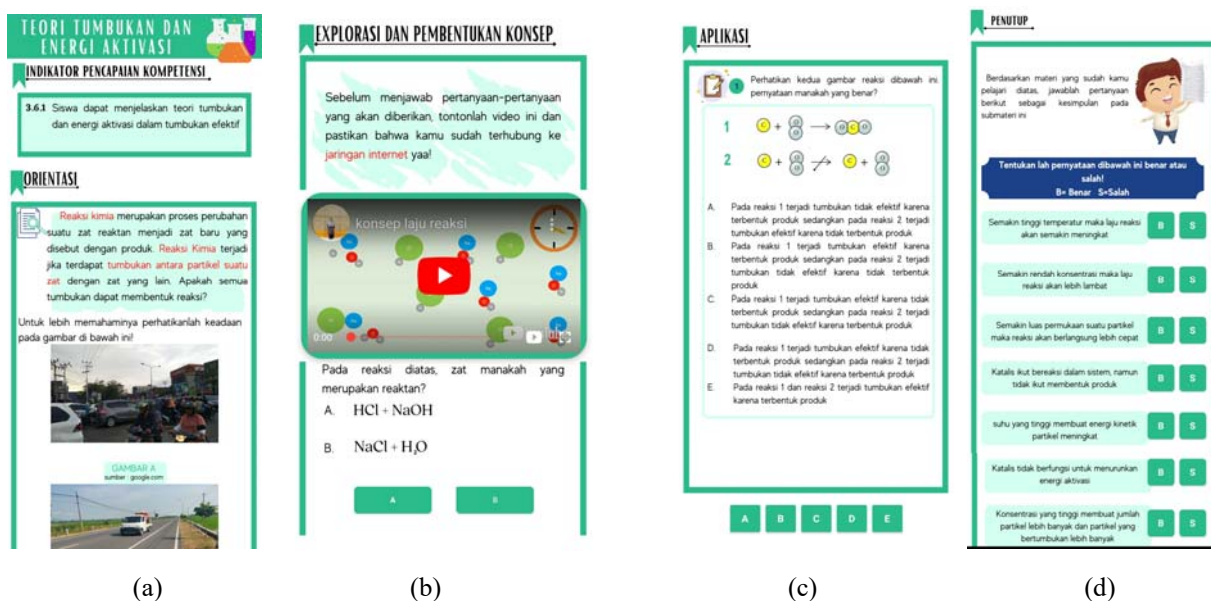 TEORI TUMBUKAN DAN
ENERGI AKTIVASI
INDIKATOR PENCAPAIAN KOMPETENSI
3.6.1 Siswa dapat menjelaskan teori tumbukan
dan energi aktivasi dalam tumbukan efektif
ORIENTASI
Reaksi kimia merupakan proses perubahan
suatu zat reaktan menjadi zat baru yang
disebut dengan produk. Reaksi Kimia terjadi
jika terdapat tumbukan antara partikel suatu
zat dengan zat yang lain. Apakah semua
tumbukan dapat membentuk reaksi?
Untuk lebih memahaminya perhatikanlah keadaan
pada gambar di bawah ini!
GAMBAR A
sumber : google.com
(a)
EXPLORASI DAN PEMBENTUKAN KONSEP
Sebelum menjawab pertanyaan-pertanyaan
yang akan diberikan, tontonlah video ini dan
pastikan bahwa kamu sudah terhubung ke
jaringan internet yaa!
konsep laju reaksi
0:00
Pada reaksi diatas, zat manakah yang
merupakan reaktan?
A. HCl + NaOH
B. NaCl + H₂O
A B
(b)
APLIKASI
1 Perhatikan kedua gambar reaksi dibawah ini
pernyataan manakah yang benar?
1 C + O O → O C O
2 C + O O → C + O O
A. Pada reaksi 1 terjadi tumbukan tidak efektif karena
terbentuk produk sedangkan pada reaksi 2 terjadi
tumbukan efektif karena tidak terbentuk produk
B. Pada reaksi 1 terjadi tumbukan efektif karena
terbentuk produk sedangkan pada reaksi 2 terjadi
tumbukan tidak efektif karena tidak terbentuk
produk
C. Pada reaksi 1 terjadi tumbukan efektif karena tidak
terbentuk produk sedangkan pada reaksi 2 terjadi
tumbukan tidak efektif karena terbentuk produk
D. Pada reaksi 1 terjadi tumbukan efektif karena tidak
terbentuk produk sedangkan pada reaksi 2 terjadi
tumbukan tidak efektif karena terbentuk produk
E. Pada reaksi 1 dan reaksi 2 terjadi tumbukan efektif
karena terbentuk produk
A B C D E
(c)
PENUTUP
Berdasarkan materi yang sudah kamu
pelajari diatas, jawablah pertanyaan
berikut sebagai kesimpulan pada
submateri ini
Tentukan lah pernyataan dibawah ini benar atau
salah!
B= Benar S=Salah
Semakin tinggi temperatur maka laju reaksi
akan semakin meningkat
B S
Semakin rendah konsentrasi maka laju
reaksi akan lebih lambat
B S
Semakin luas permukaan suatu partikel
maka reaksi akan berlangsung lebih cepat
B S
Katalis ikut bereaksi dalam sistem, namun
tidak ikut membentuk produk
B S
suhu yang tinggi membuat energi kinetik
partikel meningkat
B S
Katalis tidak berfungsi untuk menurunkan
energi aktivasi
B S
Konsentrasi yang tinggi membuat jumlah
partikel lebih banyak dan partikel yang
bertumbukan lebih banyak
B S
(d)